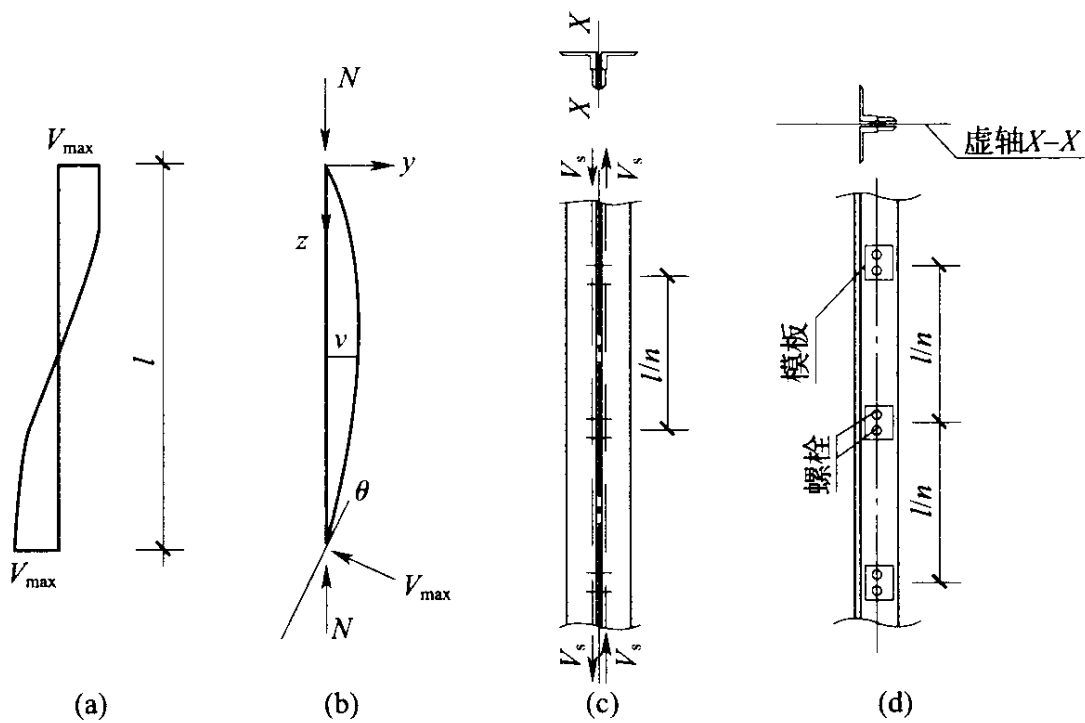 V_max
V_max
l
(a)
N
y
z
v
θ
V_max
N
(b)
X
X
V_s
V_s
l/n
V_s
V_s
(c)
虚轴X-X
模板
螺栓
l/n
l/n
(d)